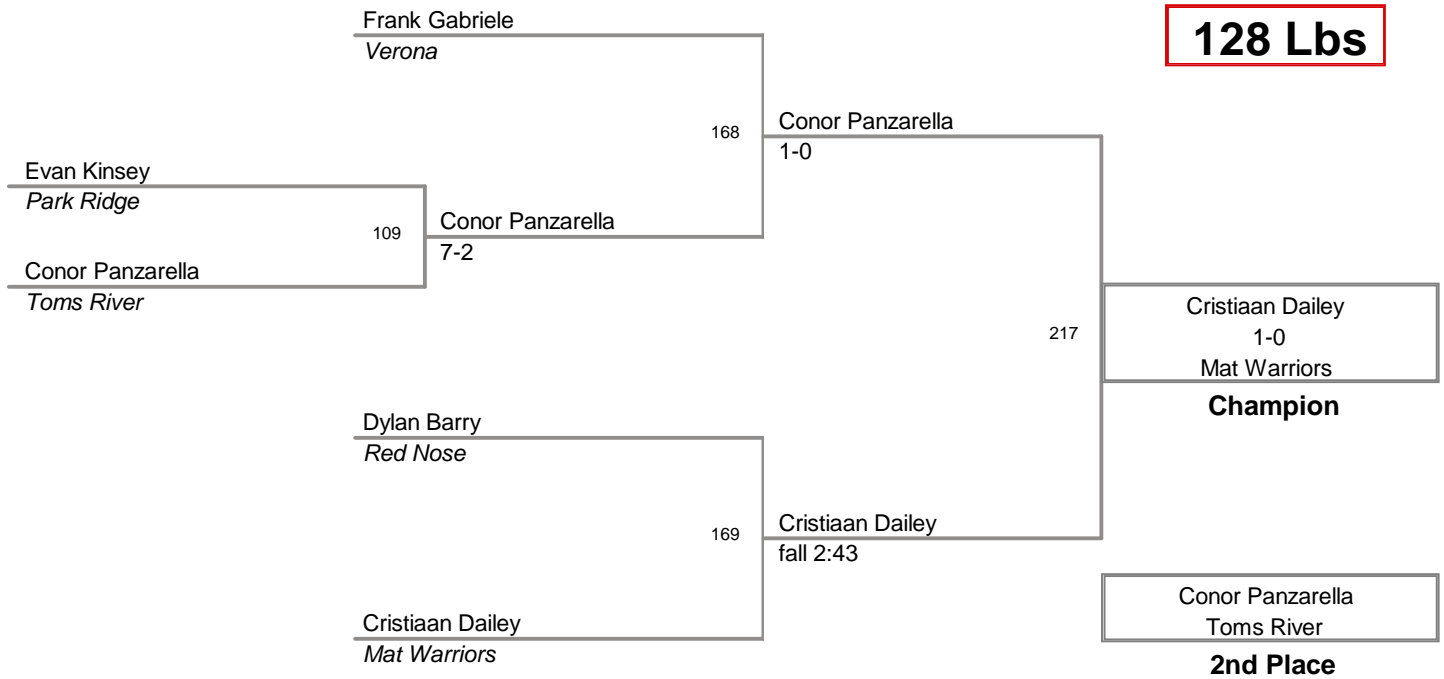 Frank Gabriele
Verona
128 Lbs
168
Conor Panzarella
1-0
Evan Kinsey
Park Ridge
109
Conor Panzarella
7-2
Conor Panzarella
Toms River
217
Cristiaan Dailey
1-0
Mat Warriors
Champion
Dylan Barry
Red Nose
169
Cristiaan Dailey
fall 2:43
Cristiaan Dailey
Mat Warriors
Conor Panzarella
Toms River
2nd Place